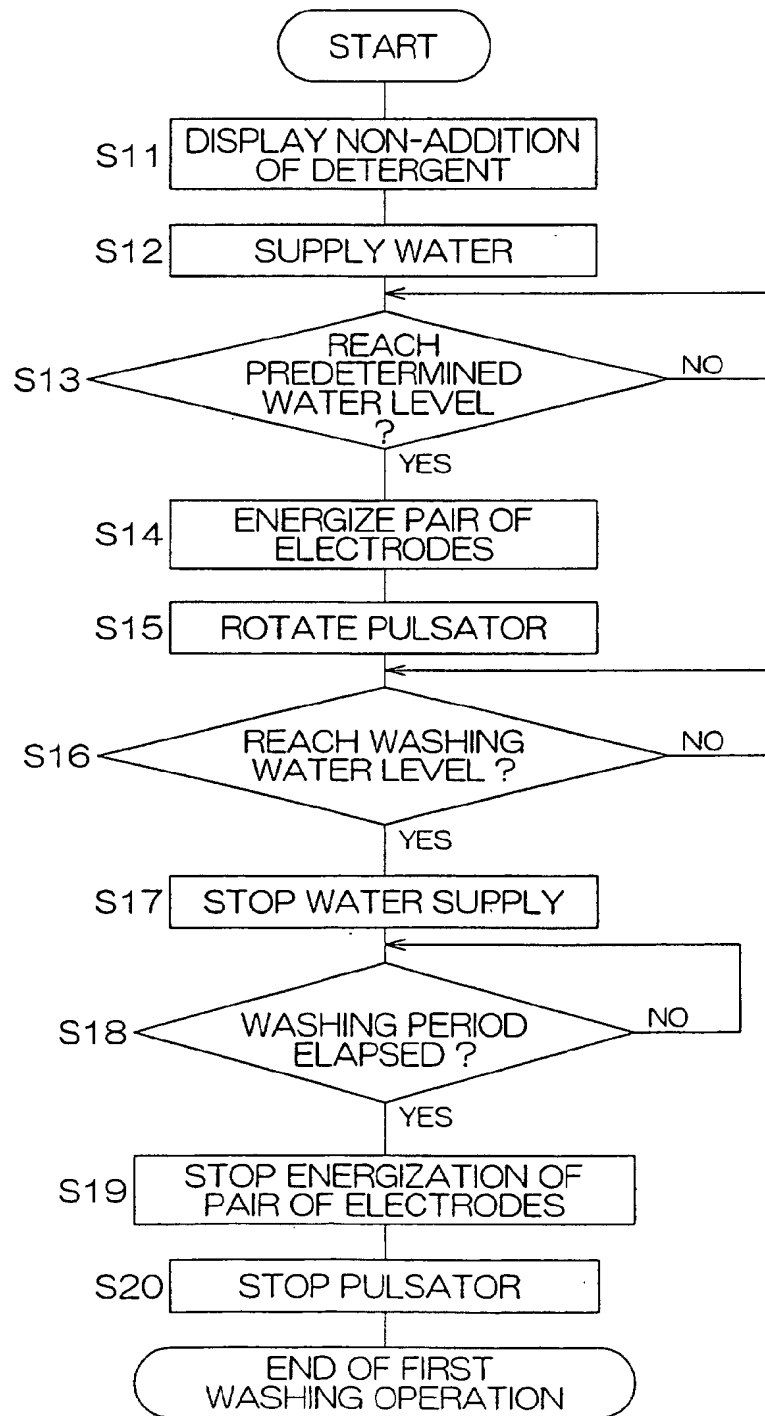 START
S11
DISPLAY NON-ADDITION
OF DETERGENT
S12
SUPPLY WATER
S13
REACH
PREDETERMINED
WATER LEVEL
?
NO
YES
S14
ENERGIZE PAIR OF
ELECTRODES
S15
ROTATE PULSATOR
S16
REACH WASHING
WATER LEVEL ?
NO
YES
S17
STOP WATER SUPPLY
S18
WASHING PERIOD
ELAPSED ?
NO
YES
S19
STOP ENERGIZATION OF
PAIR OF ELECTRODES
S20
STOP PULSATOR
END OF FIRST
WASHING OPERATION